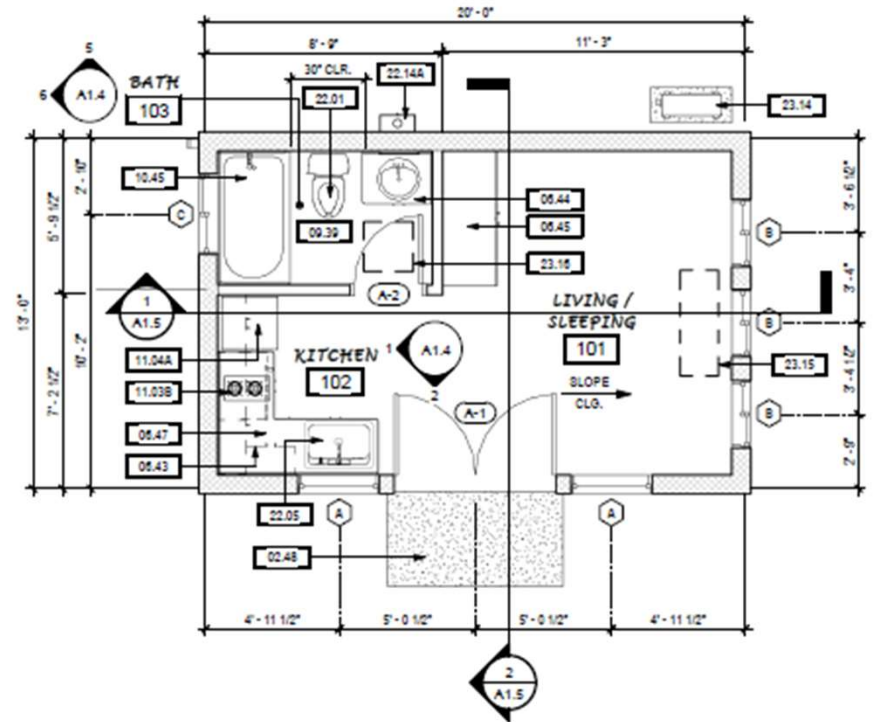 20'- 0"
8'- 9"
11'- 3"
5
6
A1.4
BATH
103
30" CLR.
22.01
22.14A
23.14
10.45
06.44
06.45
09.39
23.16
C
2'- 10"
5'- 9 1/2"
13'- 0"
10'- 2"
7'- 2 1/2"
1
A1.5
A-2
3'- 6 1/2"
B
3'- 4"
B
3'- 4 1/2"
B
2'- 9"
LIVING /
SLEEPING
101
KITCHEN
102
1
A1.4
2
11.04A
11.03B
06.47
06.43
SLOPE
CLG.
23.15
A-1
22.05
A
A
02.48
4'- 11 1/2"
5'- 0 1/2"
5'- 0 1/2"
4'- 11 1/2"
2
A1.5